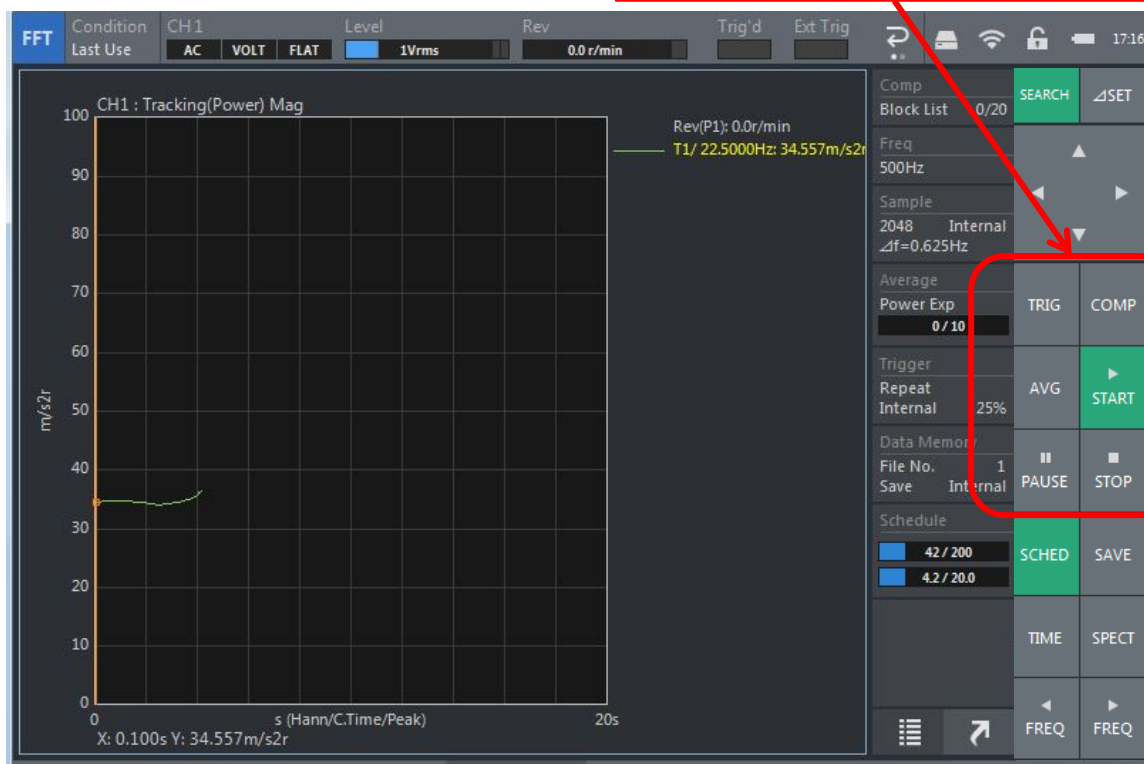 FFT
Condition
Last Use
CH1
AC VOLT FLAT
Level
1Vrms
Rev
0.0 r/min
Trig'd
Ext Trig
17:16
CH1 : Tracking(Power) Mag
Rev(P1): 0.0r/min
T1/ 22.5000Hz: 34.557m/s2r
100
90
80
70
60
50
40
30
20
10
0
m/s2r
0
s (Hann/C.Time/Peak)
20s
X: 0.100s Y: 34.557m/s2r
Comp
Block List 0/20
Freq
500Hz
Sample
2048 Internal
⊿f=0.625Hz
Average
Power Exp
0 / 10
Trigger
Repeat
Internal 25%
Data Memory
File No. 1
Save Internal
Schedule
42 / 200
4.2 / 20.0
SEARCH ⊿SET
TRIG COMP
AVG START
PAUSE STOP
SCHED SAVE
TIME SPECT
FREQ FREQ